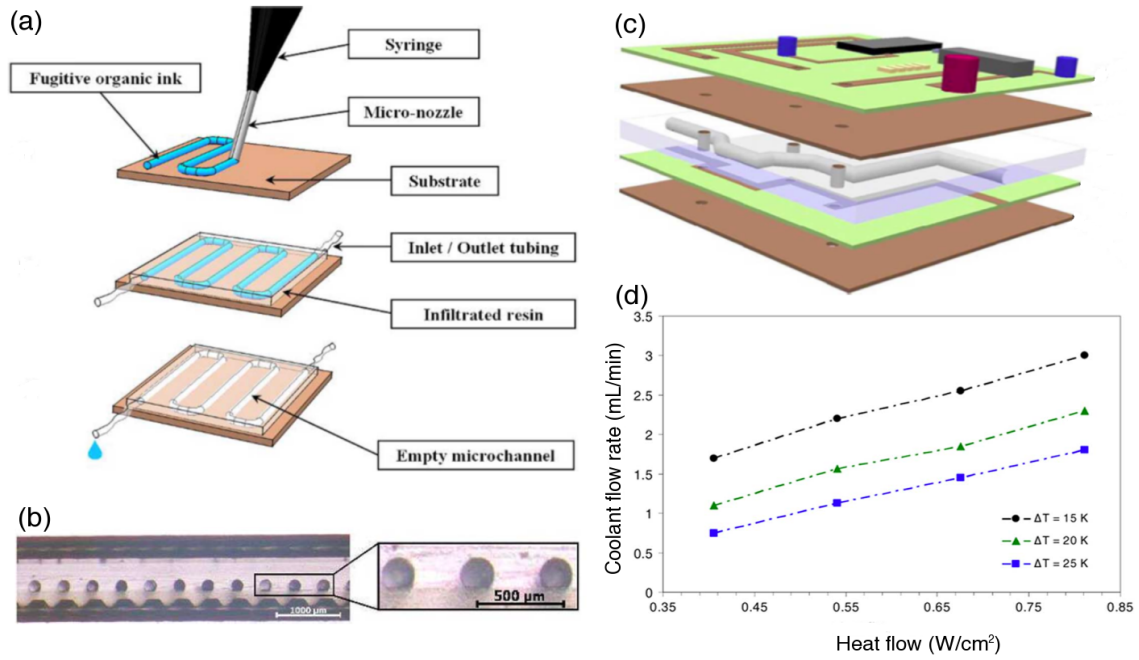 (a)
Syringe
Fugitive organic ink
Micro-nozzle
Substrate
Inlet / Outlet tubing
Infiltrated resin
Empty microchannel
(b)
1000 µm
500 µm
(c)
(d)
Coolant flow rate (mL/min)
3.5
3
2.5
2
1.5
1
0.5
0
ΔT = 15 K
ΔT = 20 K
ΔT = 25 K
0.35
0.45
0.55
0.65
0.75
0.85
Heat flow (W/cm²)